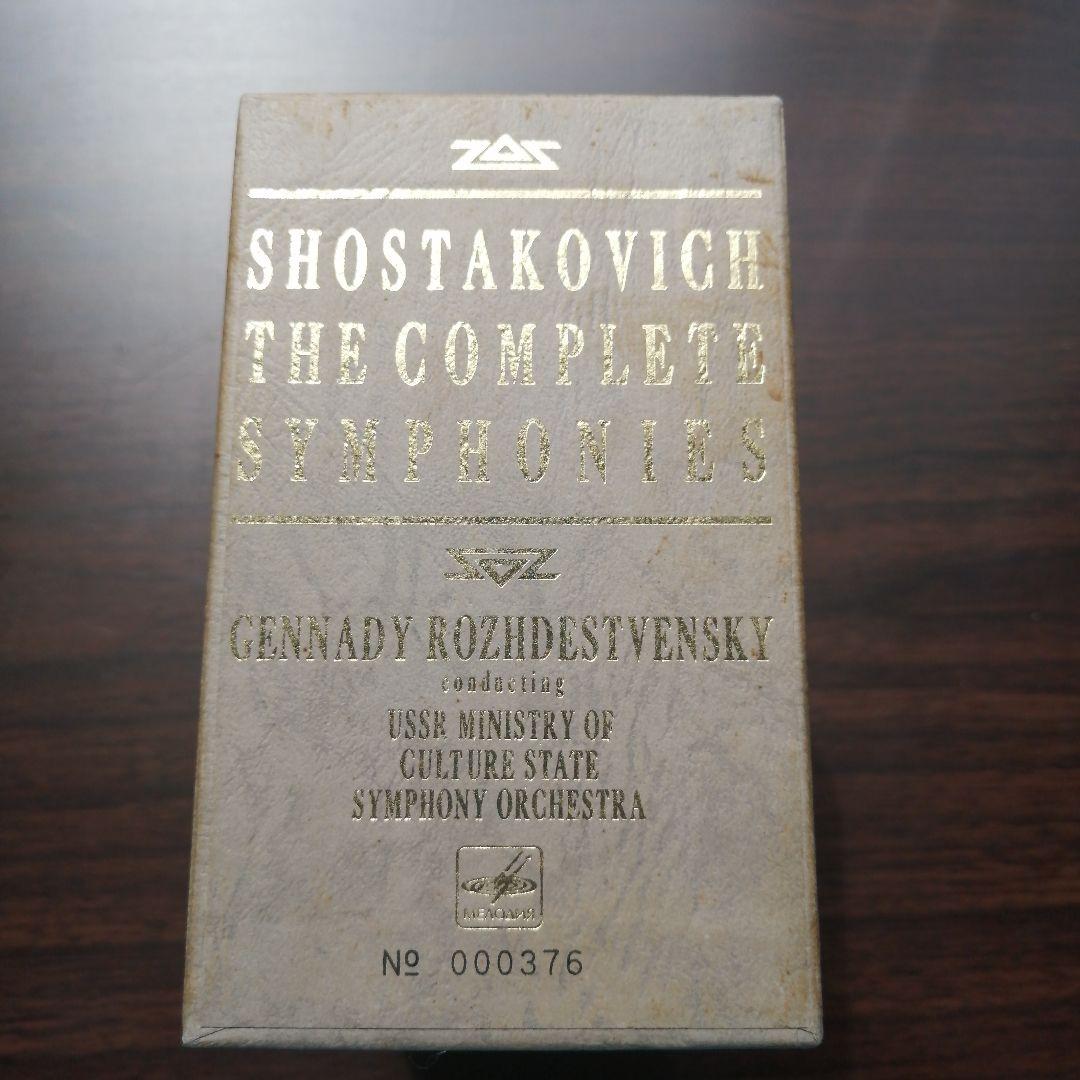 SHOSTAKOVICH
THE COMPLETE
SYMPHONIES
GENNADY ROZHDESTVENSKY
conducting
USSR MINISTRY OF
CULTURE STATE
SYMPHONY ORCHESTRA
МЕЛОДИЯ
№ 000376